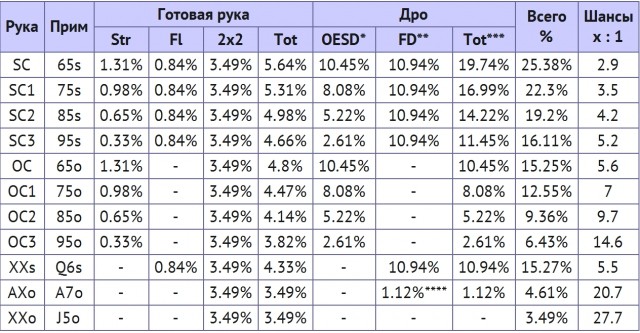 Рука Прим Готовая рука Дро Всего % Шансы x : 1
Str Fl 2x2 Tot OESD* FD** Tot***
SC 65s 1.31% 0.84% 3.49% 5.64% 10.45% 10.94% 19.74% 25.38% 2.9
SC1 75s 0.98% 0.84% 3.49% 5.31% 8.08% 10.94% 16.99% 22.3% 3.5
SC2 85s 0.65% 0.84% 3.49% 4.98% 5.22% 10.94% 14.22% 19.2% 4.2
SC3 95s 0.33% 0.84% 3.49% 4.66% 2.61% 10.94% 11.45% 16.11% 5.2
OC 65o 1.31% - 3.49% 4.8% 10.45% - 10.45% 15.25% 5.6
OC1 75o 0.98% - 3.49% 4.47% 8.08% - 8.08% 12.55% 7
OC2 85o 0.65% - 3.49% 4.14% 5.22% - 5.22% 9.36% 9.7
OC3 95o 0.33% - 3.49% 3.82% 2.61% - 2.61% 6.43% 14.6
XXs Q6s - 0.84% 3.49% 4.33% - 10.94% 10.94% 15.27% 5.5
AXo A7o - - 3.49% 3.49% - 1.12%**** 1.12% 4.61% 20.7
XXo J5o - - 3.49% 3.49% - - - 3.49% 27.7